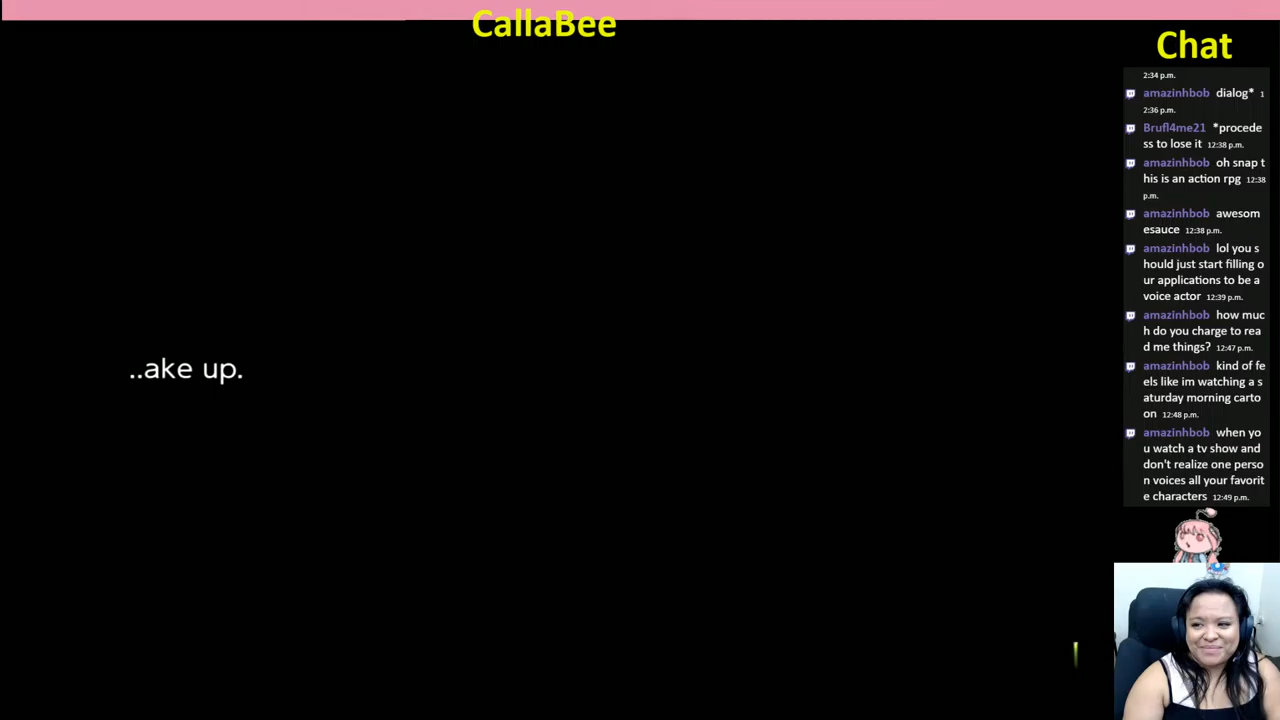 CallaBee
Chat
2:34 p.m.
amazinhbob dialog* 1
2:36 p.m.
Brufl4me21 *procede
ss to lose it 12:38 p.m.
amazinhbob oh snap t
his is an action rpg 12:38
p.m.
amazinhbob awesom
esauce 12:38 p.m.
amazinhbob lol you s
hould just start filling o
ur applications to be a
voice actor 12:39 p.m.
amazinhbob how muc
h do you charge to rea
d me things? 12:47 p.m.
amazinhbob kind of fe
els like im watching a s
aturday morning carto
on 12:48 p.m.
amazinhbob when yo
u watch a tv show and
don't realize one perso
n voices all your favorit
e characters 12:49 p.m.
..ake up.